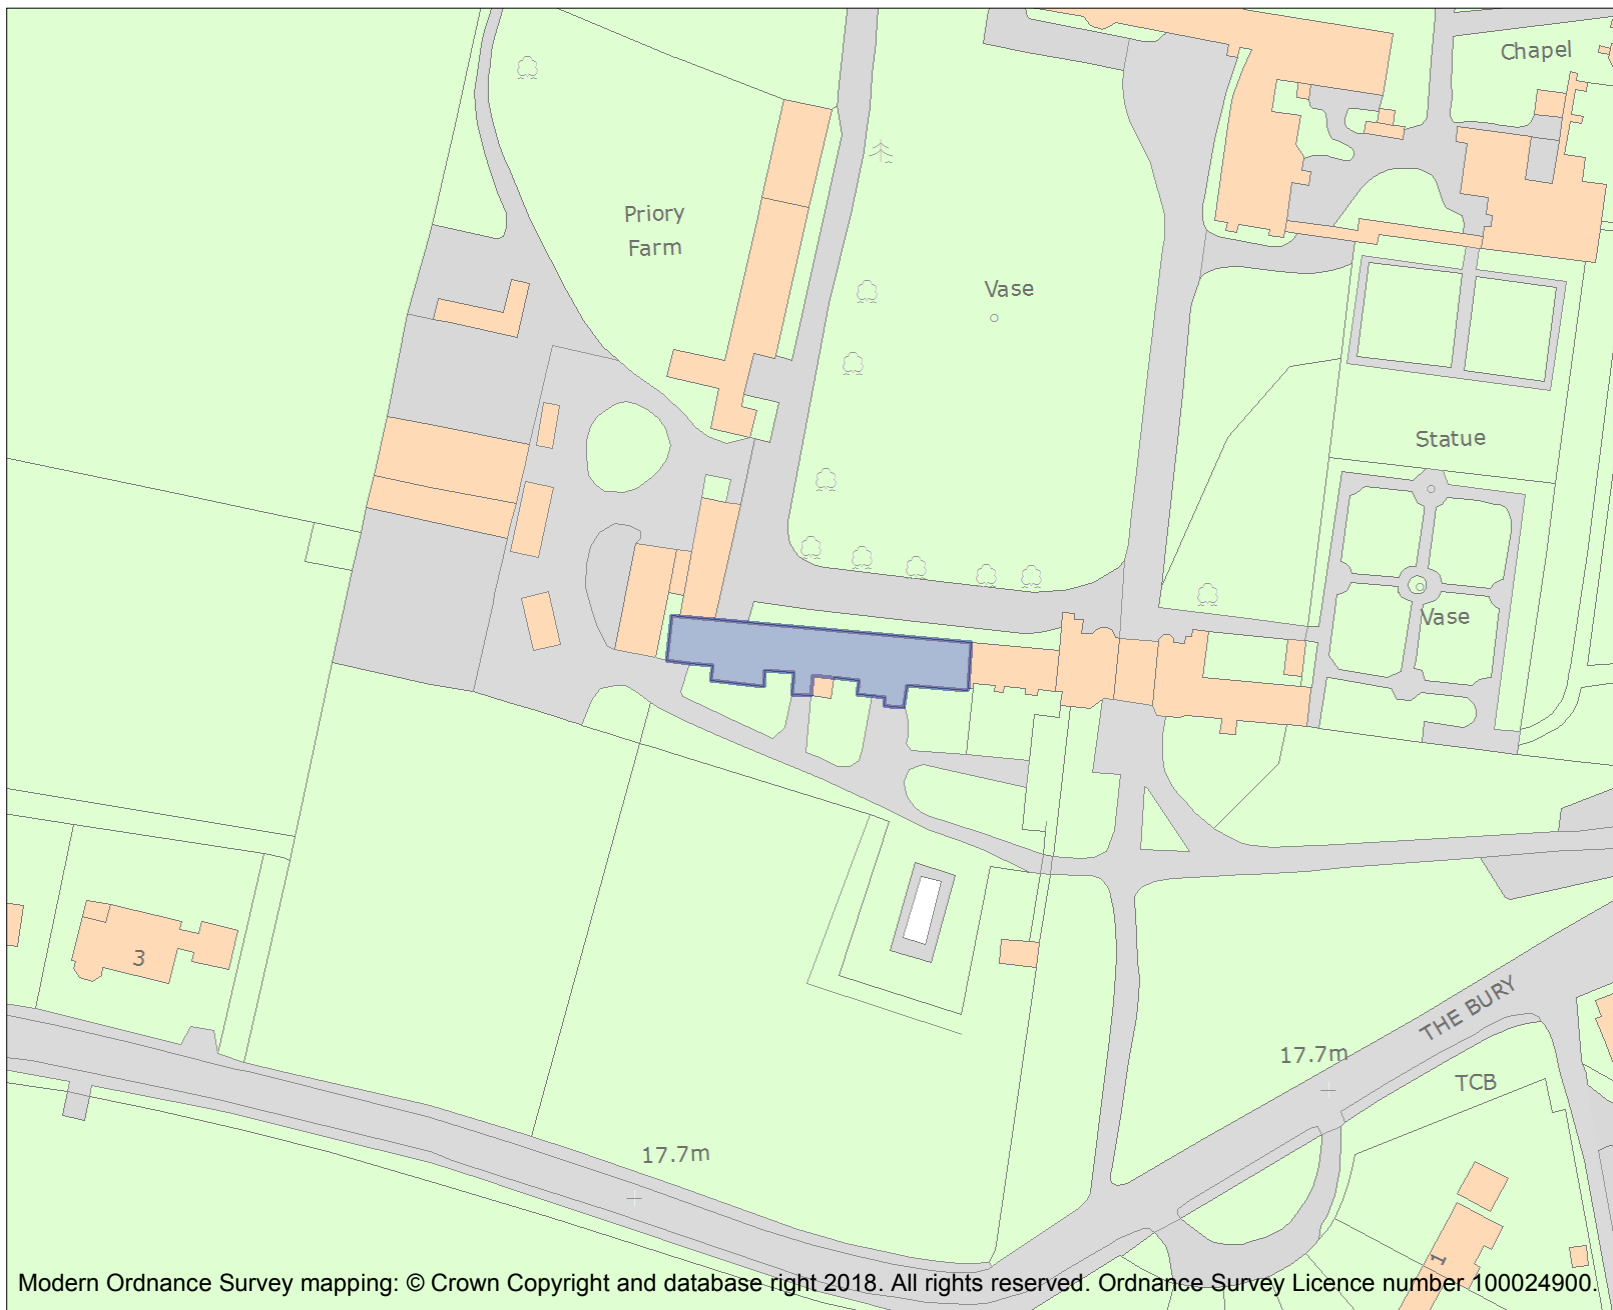 Chapel
Priory
Farm
Vase
Statue
Vase
3
THE BURY
17.7m
TCB
17.7m
1
Modern Ordnance Survey mapping: © Crown Copyright and database right 2018. All rights reserved. Ordnance Survey Licence number 100024900.